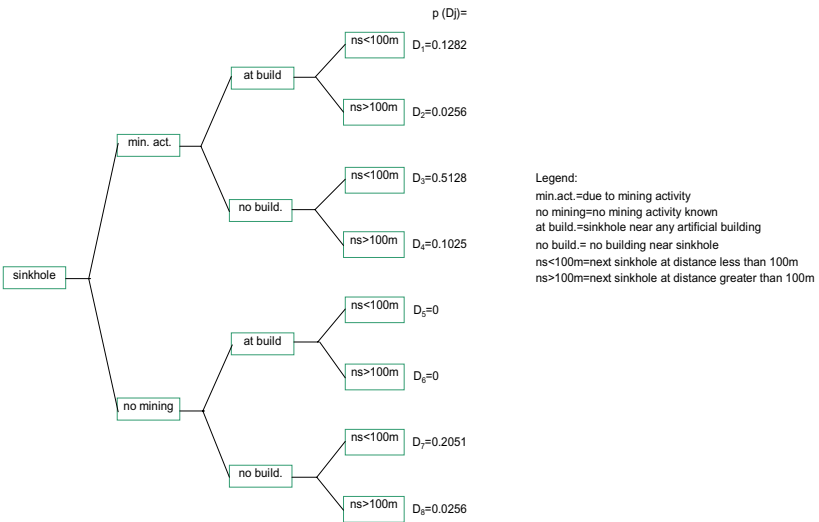 p (Dj)=
ns<100m D₁=0.1282
at build
ns>100m D₂=0.0256
min. act.
ns<100m D₃=0.5128
no build.
ns>100m D₄=0.1025
sinkhole
ns<100m D₅=0
at build
ns>100m D₆=0
no mining
ns<100m D₇=0.2051
no build.
ns>100m D₈=0.0256
Legend:
min.act.=due to mining activity
no mining=no mining activity known
at build.=sinkhole near any artificial building
no build.= no building near sinkhole
ns<100m=next sinkhole at distance less than 100m
ns>100m=next sinkhole at distance greater than 100m